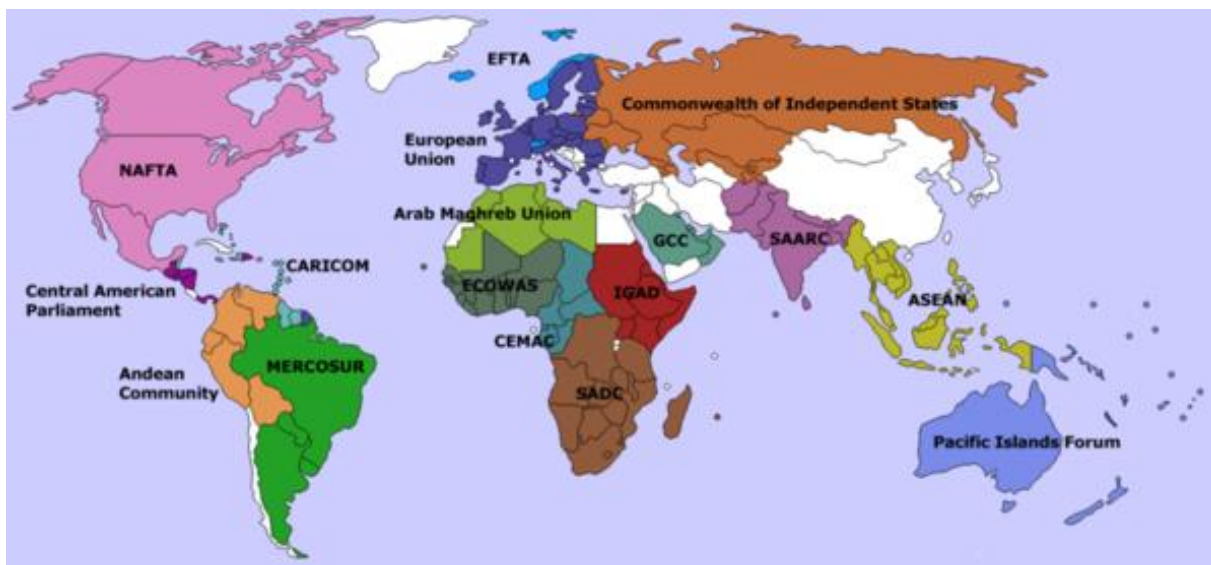 EFTA
Commonwealth of Independent States
European
Union
NAFTA
Arab Maghreb Union
GCC
SAARC
CARICOM
ECOWAS
IGAD
ASEAN
Central American
Parliament
CEMAC
MERCOSUR
Andean
Community
SADC
Pacific Islands Forum